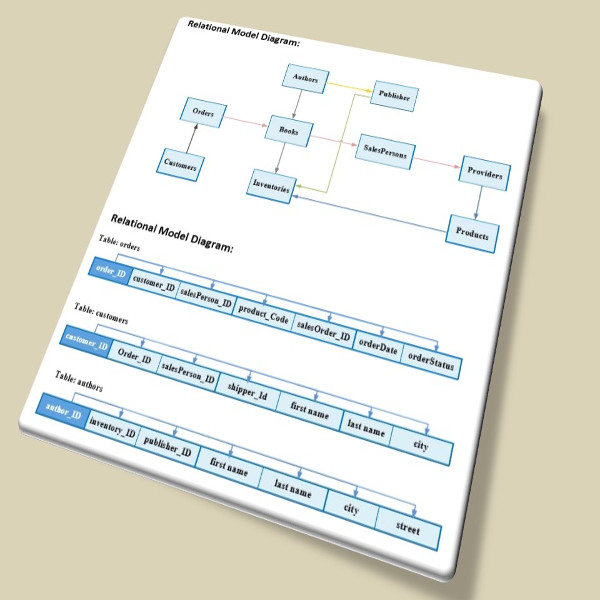 Relational Model Diagram:
Authors
Publisher
Orders
Books
SalesPersons
Customers
Inventories
Providers
Products
Relational Model Diagram:
Table: orders
order_ID customer_ID salesPerson_ID product_Code salesOrder_ID orderDate orderStatus
Table: customers
customer_ID Order_ID salesPerson_ID shipper_Id first name last name city
Table: authors
author_ID inventory_ID publisher_ID first name last name city street